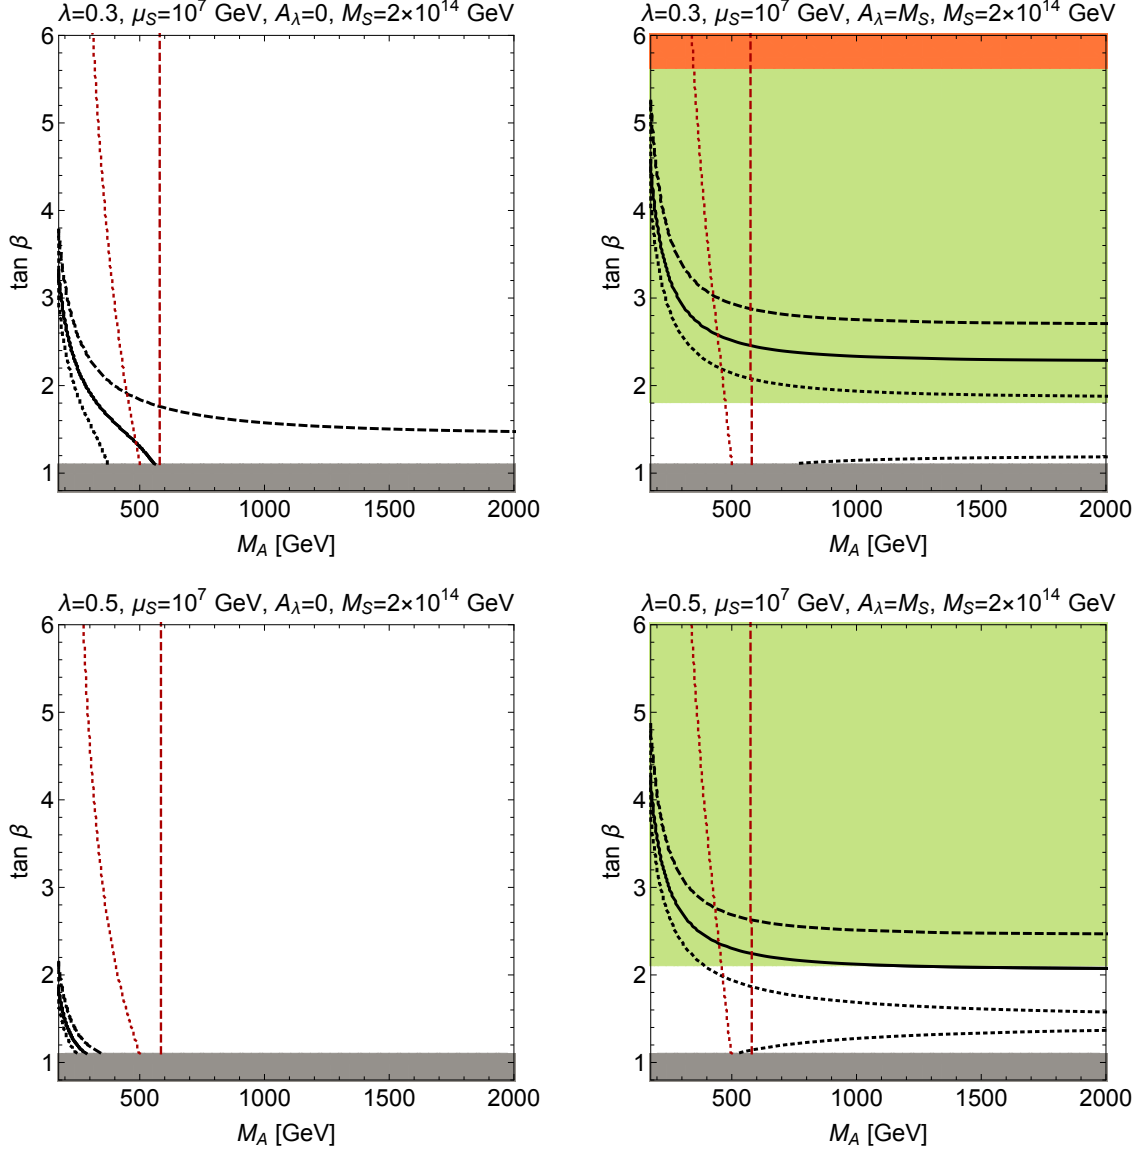 λ=0.3, μ_S=10^7 GeV, A_λ=0, M_S=2×10^14 GeV
6
5
4
3
2
1
tan β
500 1000 1500 2000
M_A [GeV]
λ=0.3, μ_S=10^7 GeV, A_λ=M_S, M_S=2×10^14 GeV
6
5
4
3
2
1
tan β
500 1000 1500 2000
M_A [GeV]
λ=0.5, μ_S=10^7 GeV, A_λ=0, M_S=2×10^14 GeV
6
5
4
3
2
1
tan β
500 1000 1500 2000
M_A [GeV]
λ=0.5, μ_S=10^7 GeV, A_λ=M_S, M_S=2×10^14 GeV
6
5
4
3
2
1
tan β
500 1000 1500 2000
M_A [GeV]